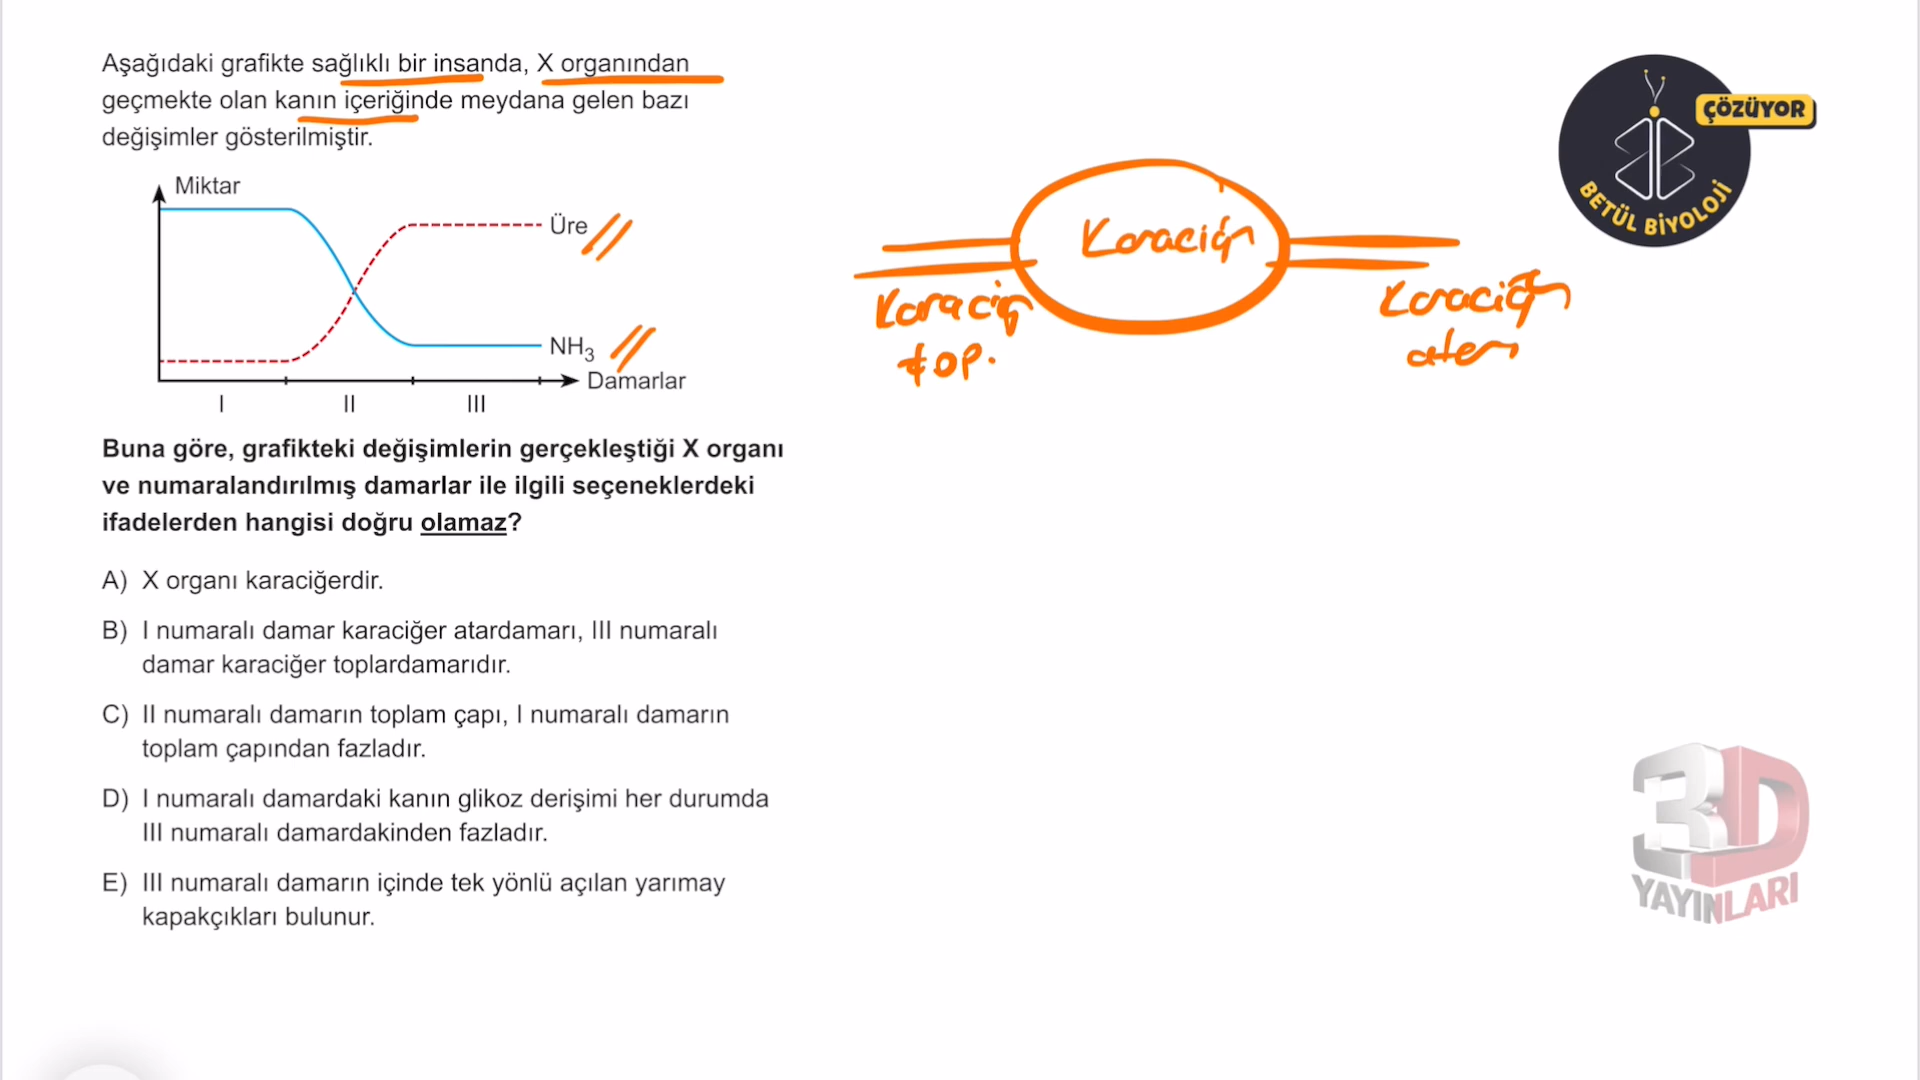 Aşağıdaki grafikte sağlıklı bir insanda, X organından
geçmekte olan kanın içeriğinde meydana gelen bazı
değişimler gösterilmiştir.
Miktar
Üre
NH₃
Damarlar
I II III
Buna göre, grafikteki değişimlerin gerçekleştiği X organı
ve numaralandırılmış damarlar ile ilgili seçeneklerdeki
ifadelerden hangisi doğru olamaz?
A) X organı karaciğerdir.
B) I numaralı damar karaciğer atardamarı, III numaralı
damar karaciğer toplardamarıdır.
C) II numaralı damarın toplam çapı, I numaralı damarın
toplam çapından fazladır.
D) I numaralı damardaki kanın glikoz derişimi her durumda
III numaralı damardakinden fazladır.
E) III numaralı damarın içinde tek yönlü açılan yarımay
kapakçıkları bulunur.
Karaciğer
Karaciğer
top.
Karaciğer
atar
ÇÖZÜYOR
BETÜL BİYOLOJİ
3D
YAYINLARI